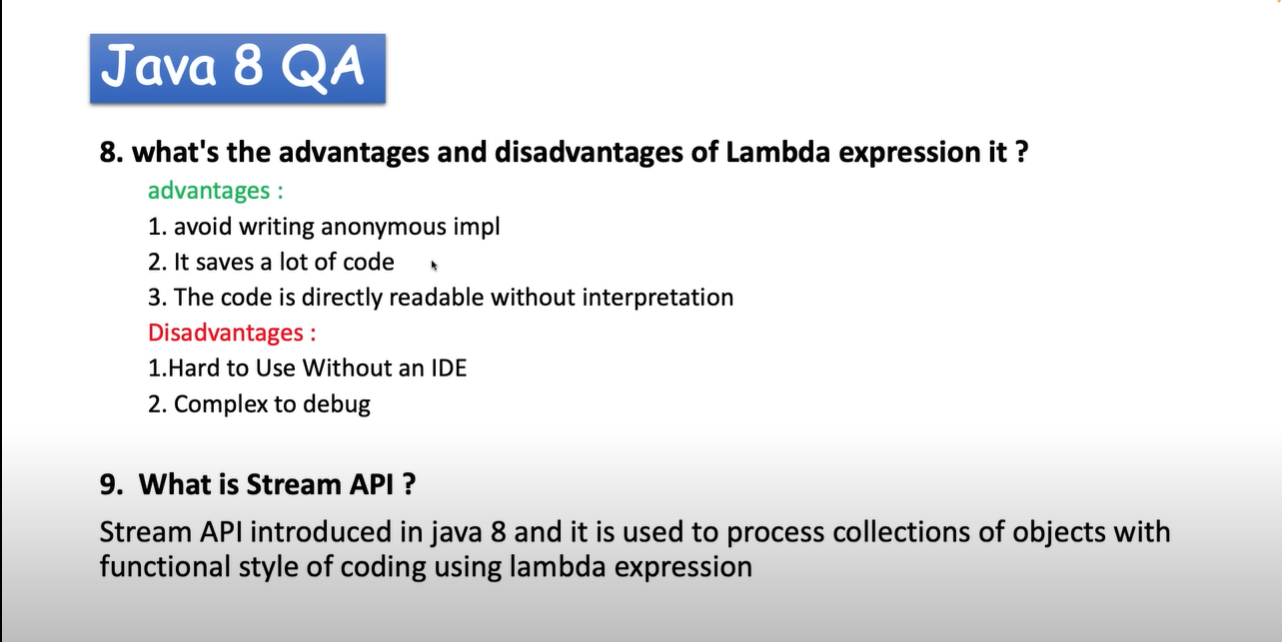 Java 8 QA
8. what's the advantages and disadvantages of Lambda expression it ?
advantages :
1. avoid writing anonymous impl
2. It saves a lot of code
3. The code is directly readable without interpretation
Disadvantages :
1.Hard to Use Without an IDE
2. Complex to debug
9. What is Stream API ?
Stream API introduced in java 8 and it is used to process collections of objects with
functional style of coding using lambda expression